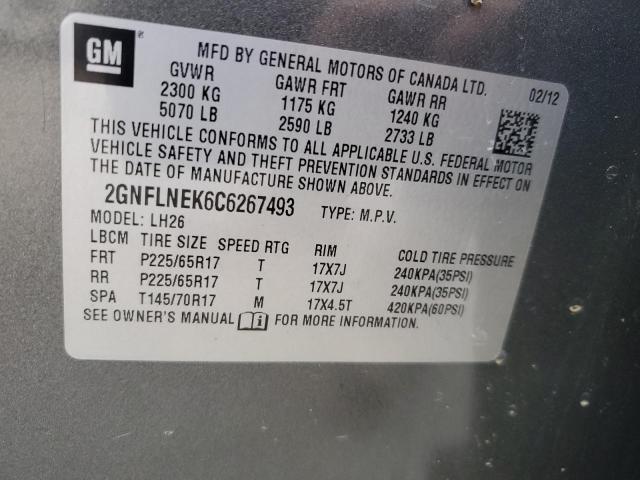 GM ®
MFD BY GENERAL MOTORS OF CANADA LTD. 02/12
GVWR GAWR FRT GAWR RR
2300 KG 1175 KG 1240 KG
5070 LB 2590 LB 2733 LB
THIS VEHICLE CONFORMS TO ALL APPLICABLE U.S. FEDERAL MOTOR
VEHICLE SAFETY AND THEFT PREVENTION STANDARDS IN EFFECT ON
THE DATE OF MANUFACTURE SHOWN ABOVE.
2GNFLNEK6C6267493 TYPE: M.P.V.
MODEL: LH26
LBCM TIRE SIZE SPEED RTG RIM COLD TIRE PRESSURE
FRT P225/65R17 T 17X7J 240KPA(35PSI)
RR P225/65R17 T 17X7J 240KPA(35PSI)
SPA T145/70R17 M 17X4.5T 420KPA(60PSI)
SEE OWNER'S MANUAL i FOR MORE INFORMATION.